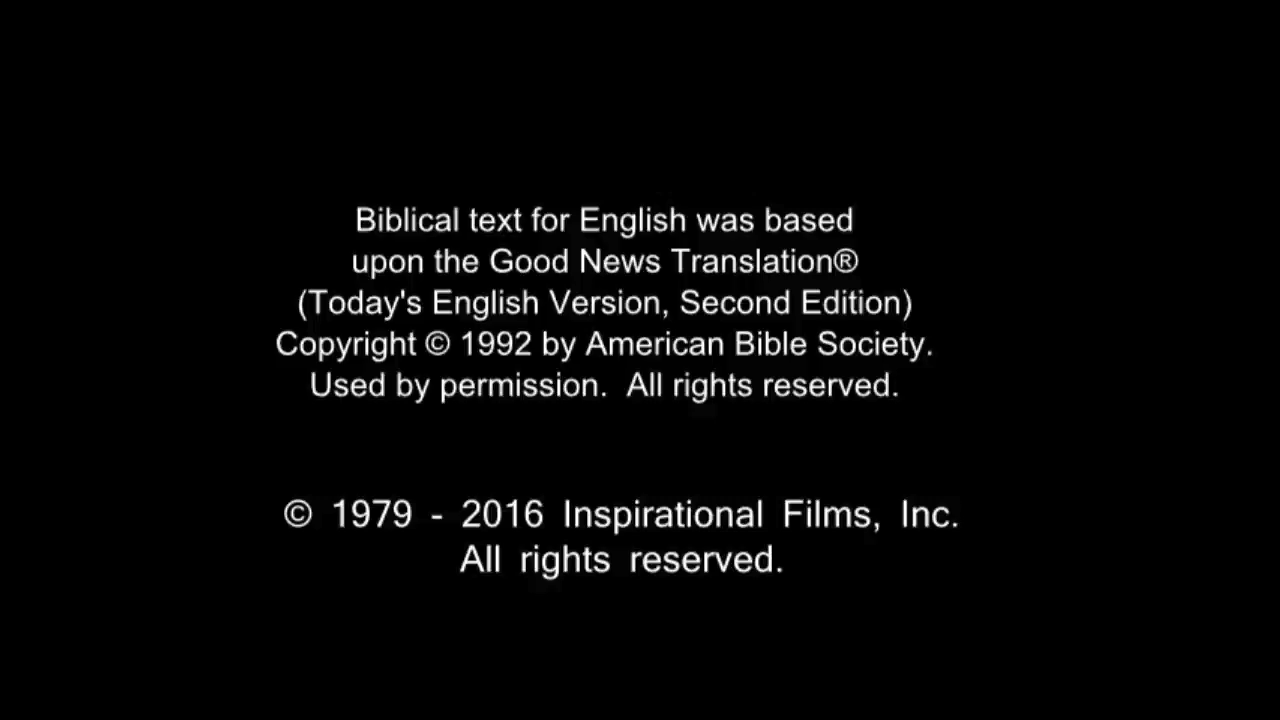 Biblical text for English was based
upon the Good News Translation®
(Today's English Version, Second Edition)
Copyright © 1992 by American Bible Society.
Used by permission.  All rights reserved.
© 1979 - 2016 Inspirational Films, Inc.
All rights reserved.